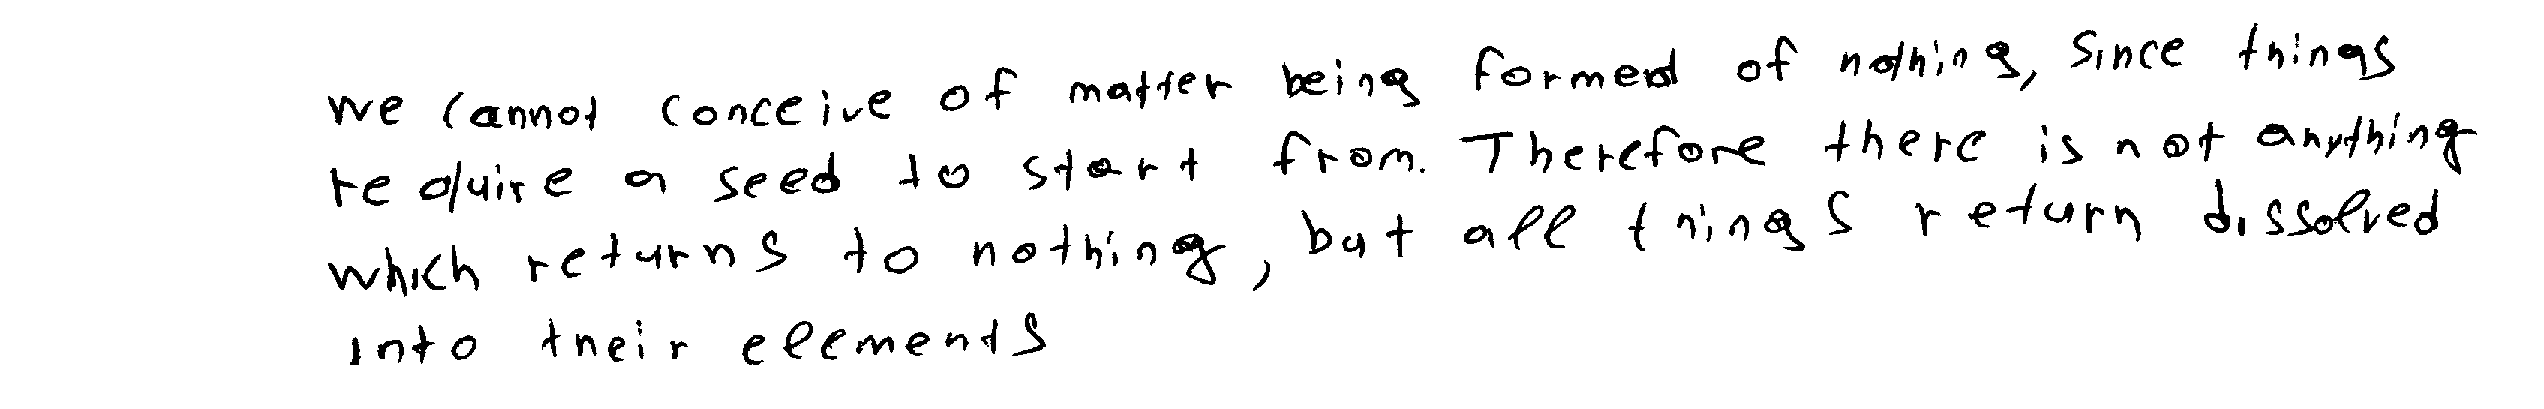 we cannot conceive of matter being formed of nothing, since things
require a seed to start from. Therefore there is not anything
which returns to nothing, but all things return dissolved
into their elements